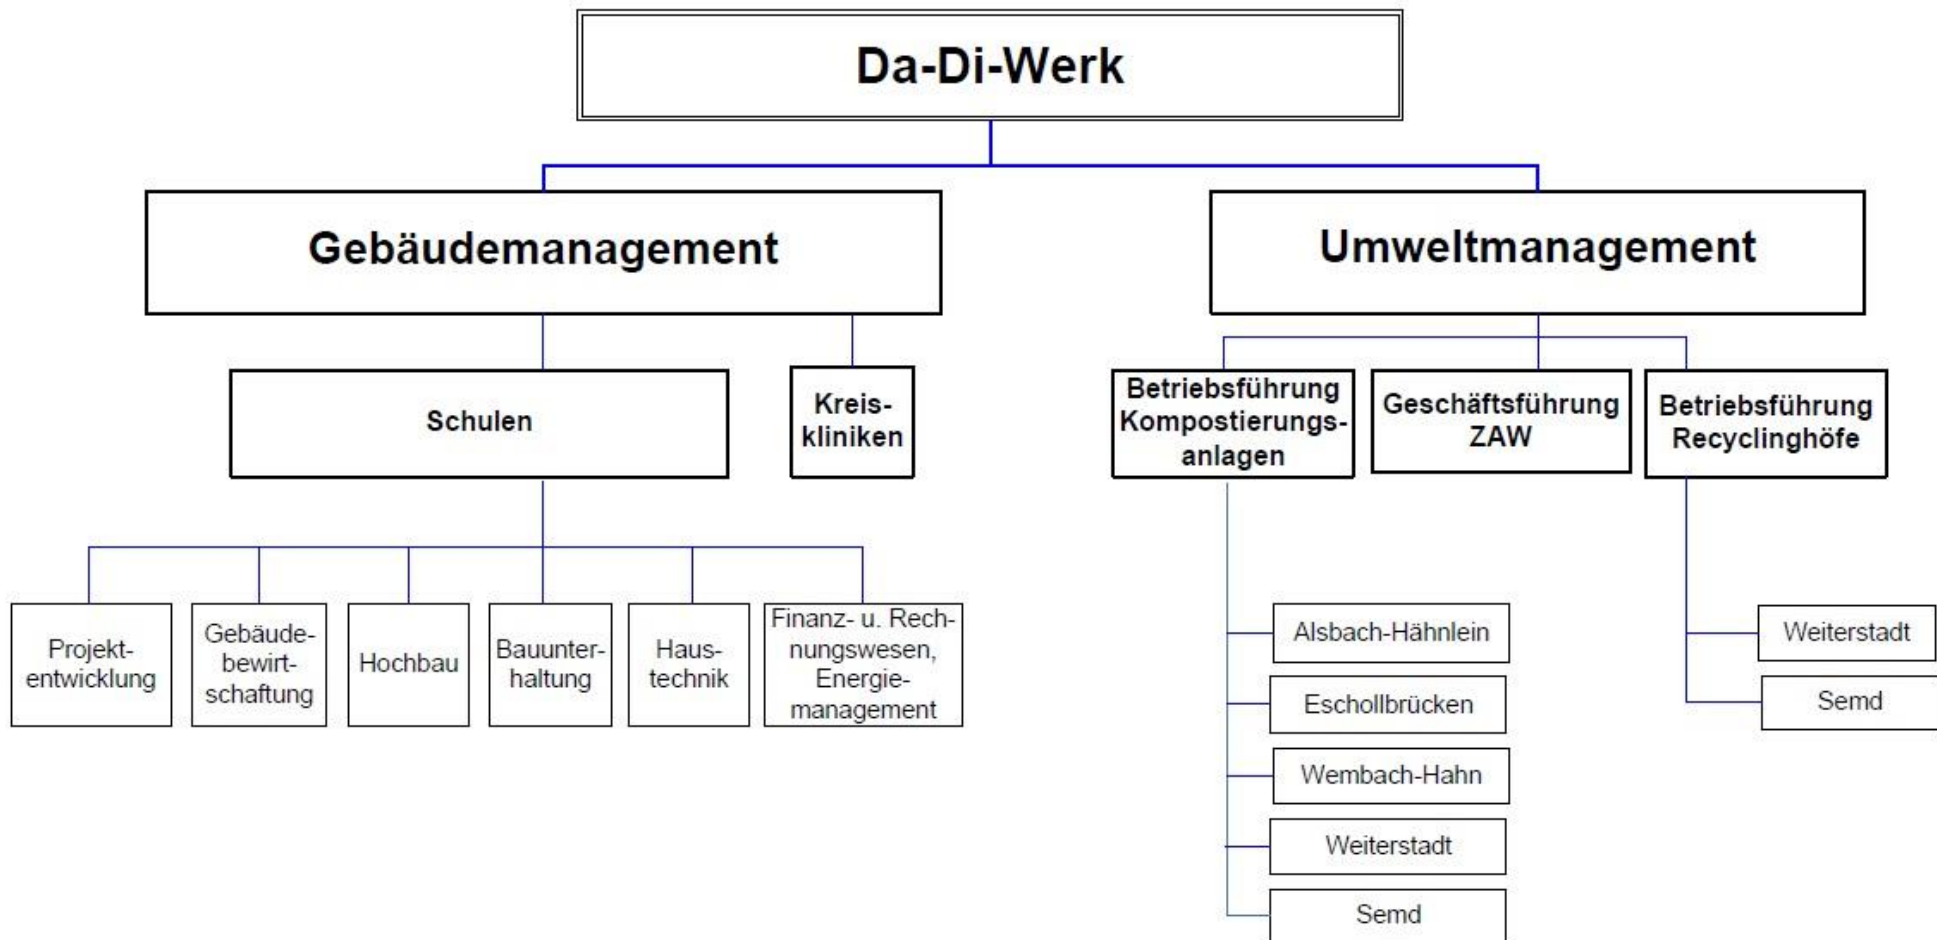 Da-Di-Werk
Gebäudemanagement
Umweltmanagement
Schulen
Kreis-
kliniken
Betriebsführung
Kompostierungs-
anlagen
Geschäftsführung
ZAW
Betriebsführung
Recyclinghöfe
Projekt-
entwicklung
Gebäude-
bewirt-
schaftung
Hochbau
Bauunter-
haltung
Haus-
technik
Finanz- u. Rech-
nungswesen,
Energie-
management
Alsbach-Hähnlein
Eschollbrücken
Wembach-Hahn
Weiterstadt
Semd
Weiterstadt
Semd